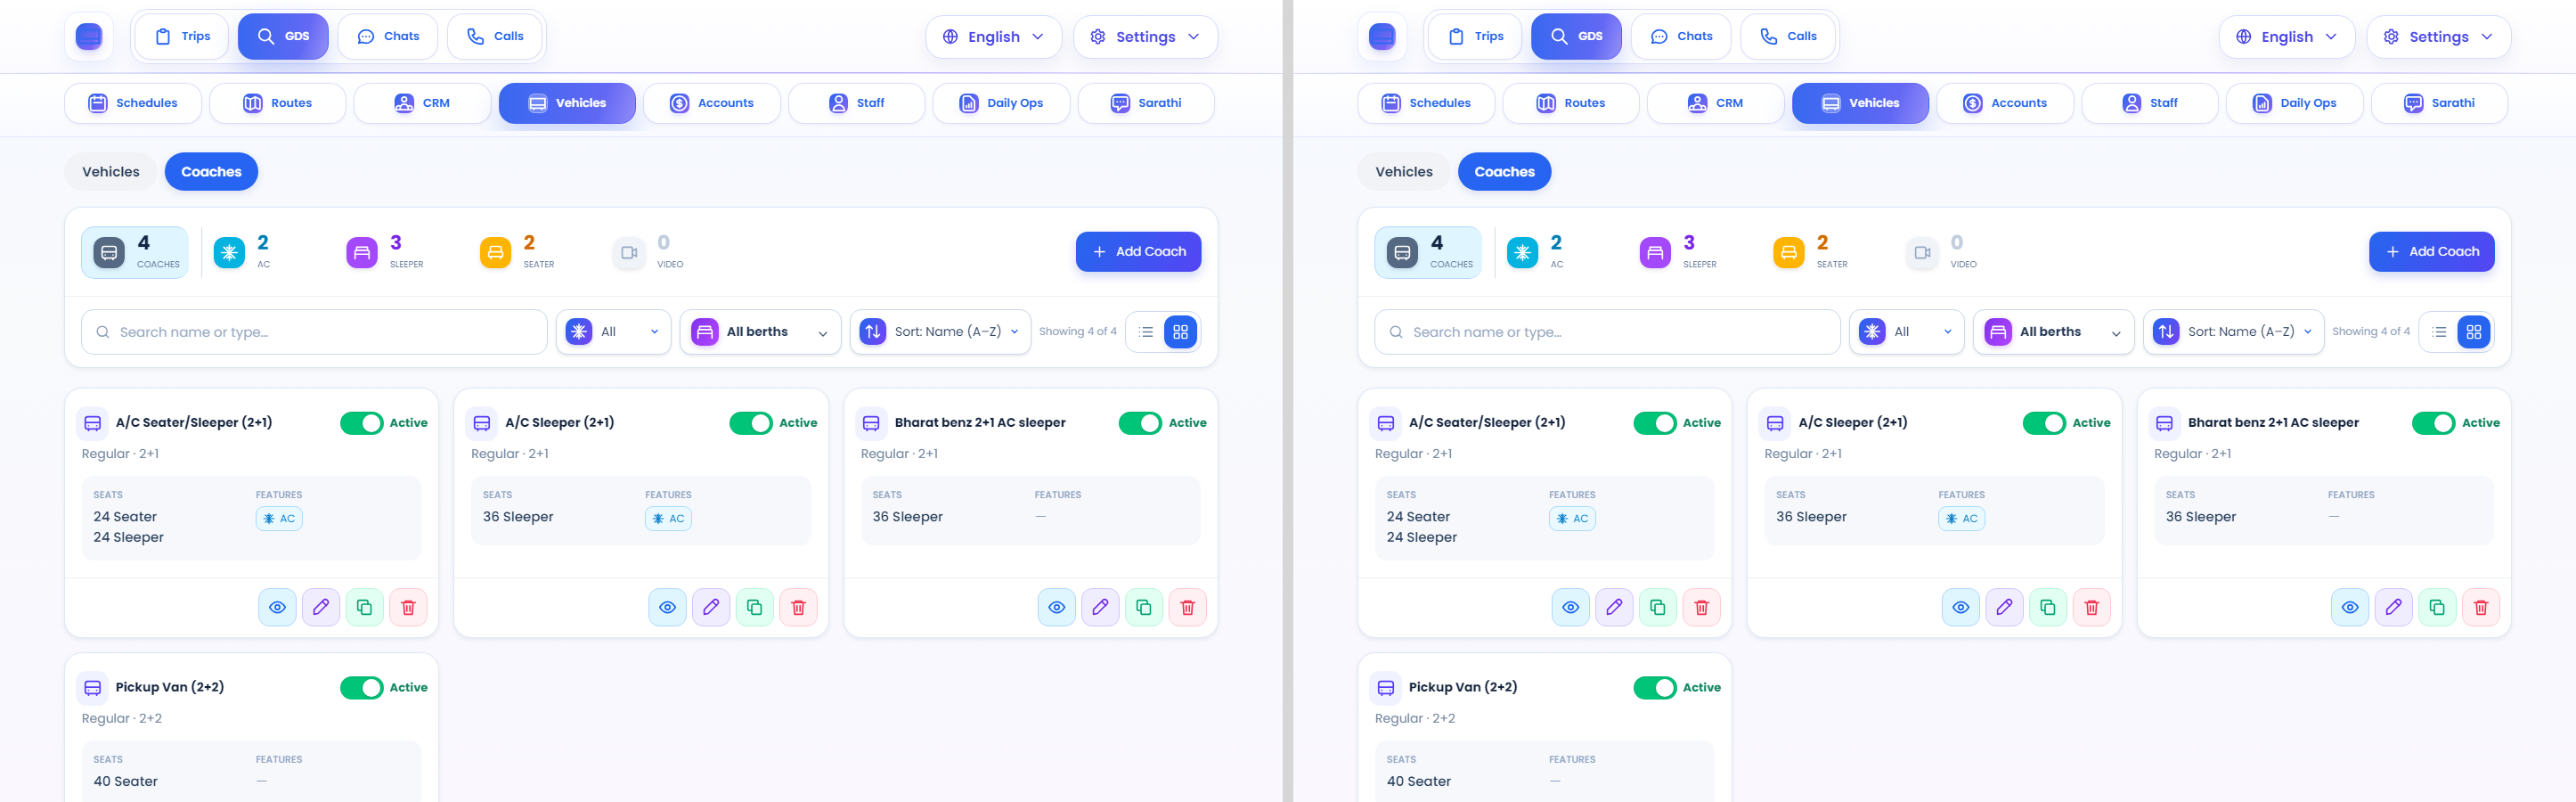 Trips GDS Chats Calls English Settings
Schedules Routes CRM Vehicles Accounts Staff Daily Ops Sarathi
Vehicles Coaches
4 COACHES 2 AC 3 SLEEPER 2 SEATER 0 VIDEO + Add Coach
Search name or type... All All berths Sort: Name (A–Z) Showing 4 of 4
A/C Seater/Sleeper (2+1) Active
Regular · 2+1
SEATS FEATURES
24 Seater AC
24 Sleeper
A/C Sleeper (2+1) Active
Regular · 2+1
SEATS FEATURES
36 Sleeper AC
Bharat benz 2+1 AC sleeper Active
Regular · 2+1
SEATS FEATURES
36 Sleeper —
Pickup Van (2+2) Active
Regular · 2+2
SEATS FEATURES
40 Seater —
Trips GDS Chats Calls English Settings
Schedules Routes CRM Vehicles Accounts Staff Daily Ops Sarathi
Vehicles Coaches
4 COACHES 2 AC 3 SLEEPER 2 SEATER 0 VIDEO + Add Coach
Search name or type... All All berths Sort: Name (A–Z) Showing 4 of 4
A/C Seater/Sleeper (2+1) Active
Regular · 2+1
SEATS FEATURES
24 Seater AC
24 Sleeper
A/C Sleeper (2+1) Active
Regular · 2+1
SEATS FEATURES
36 Sleeper AC
Bharat benz 2+1 AC sleeper Active
Regular · 2+1
SEATS FEATURES
36 Sleeper —
Pickup Van (2+2) Active
Regular · 2+2
SEATS FEATURES
40 Seater —